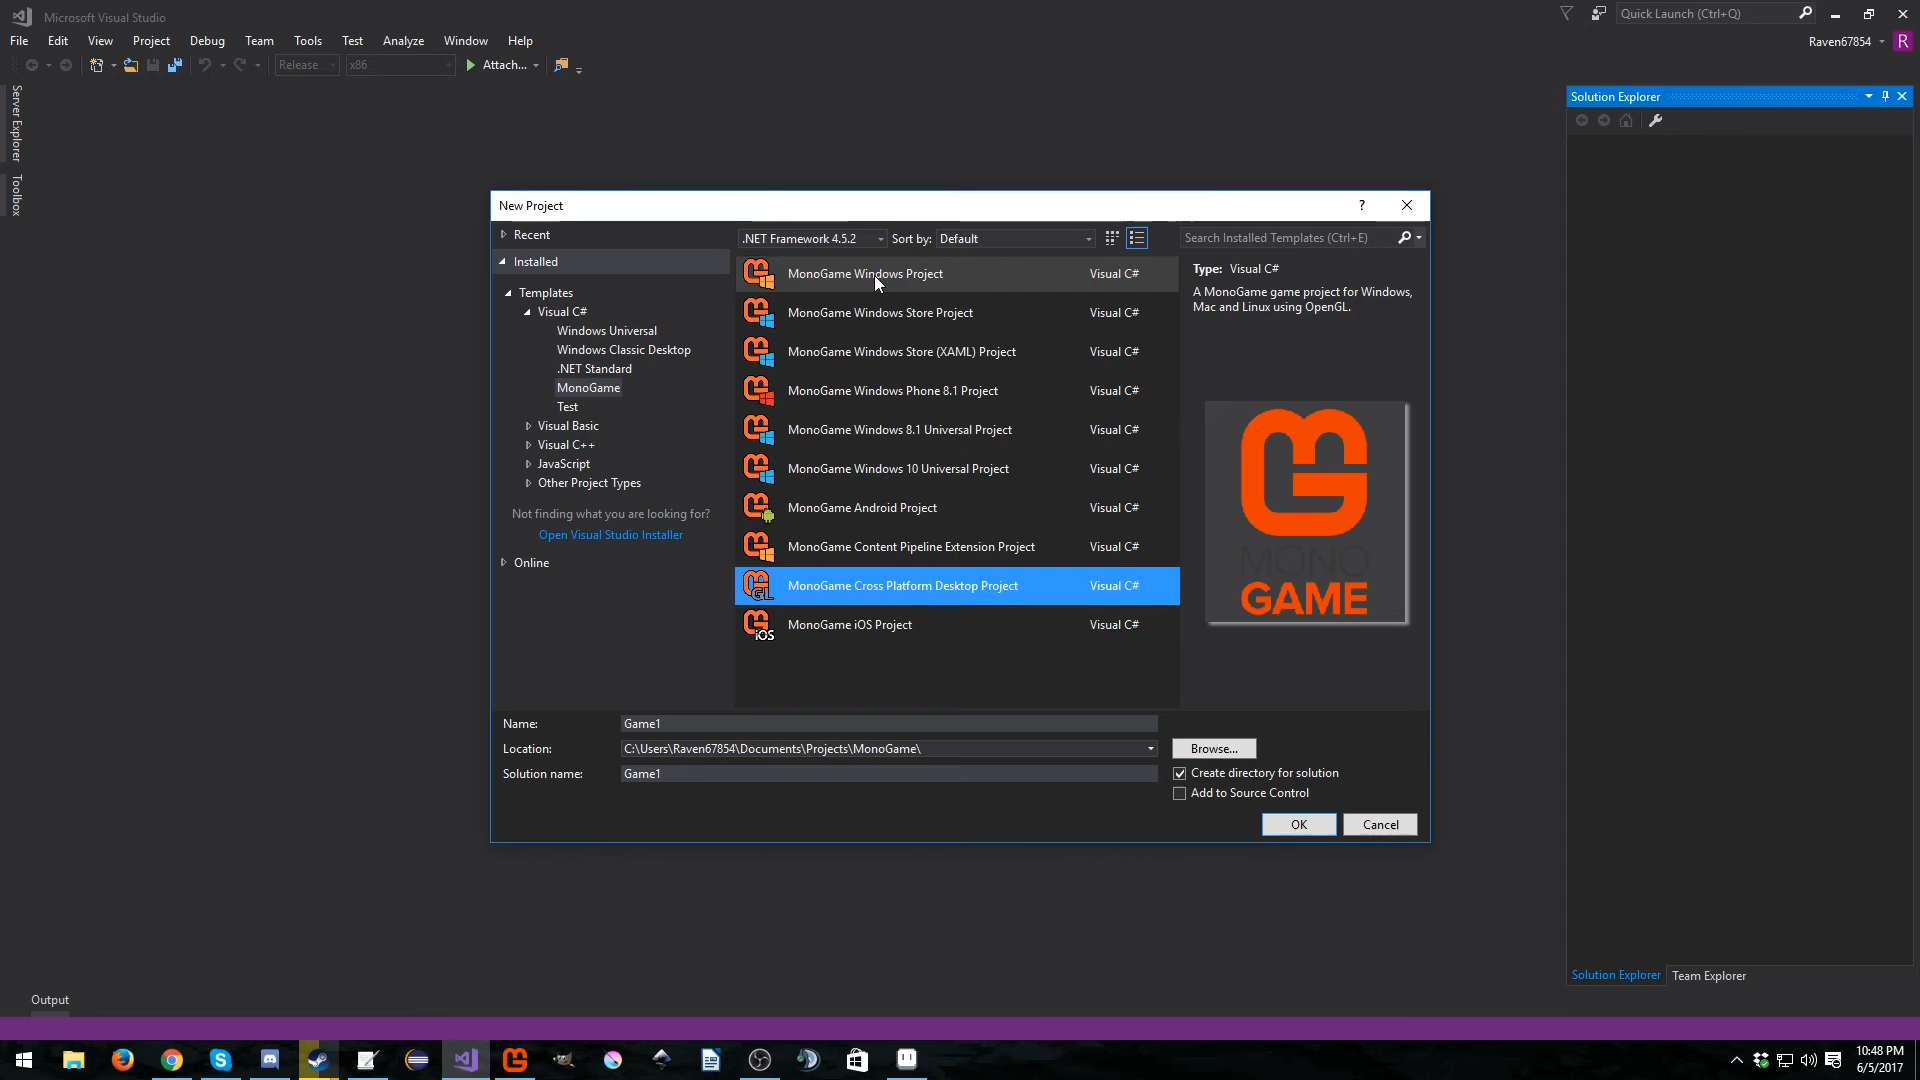 Microsoft Visual Studio
Quick Launch (Ctrl+Q)
File Edit View Project Debug Team Tools Test Analyze Window Help
Raven67854 R
Release x86 Attach...
Server Explorer
Toolbox
Solution Explorer
New Project ?
Recent
.NET Framework 4.5.2 Sort by: Default
Search Installed Templates (Ctrl+E)
Installed
Templates
Visual C#
Windows Universal
Windows Classic Desktop
.NET Standard
MonoGame
Test
Visual Basic
Visual C++
JavaScript
Other Project Types
Not finding what you are looking for?
Open Visual Studio Installer
Online
MonoGame Windows Project Visual C#
MonoGame Windows Store Project Visual C#
MonoGame Windows Store (XAML) Project Visual C#
MonoGame Windows Phone 8.1 Project Visual C#
MonoGame Windows 8.1 Universal Project Visual C#
MonoGame Windows 10 Universal Project Visual C#
MonoGame Android Project Visual C#
MonoGame Content Pipeline Extension Project Visual C#
GL
MonoGame Cross Platform Desktop Project Visual C#
iOS
MonoGame iOS Project Visual C#
Type: Visual C#
A MonoGame game project for Windows,
Mac and Linux using OpenGL.
MONO
GAME
Name: Game1
Location: C:\Users\Raven67854\Documents\Projects\MonoGame\
Browse...
Solution name: Game1
Create directory for solution
Add to Source Control
OK Cancel
Solution Explorer Team Explorer
Output
10:48 PM
6/5/2017